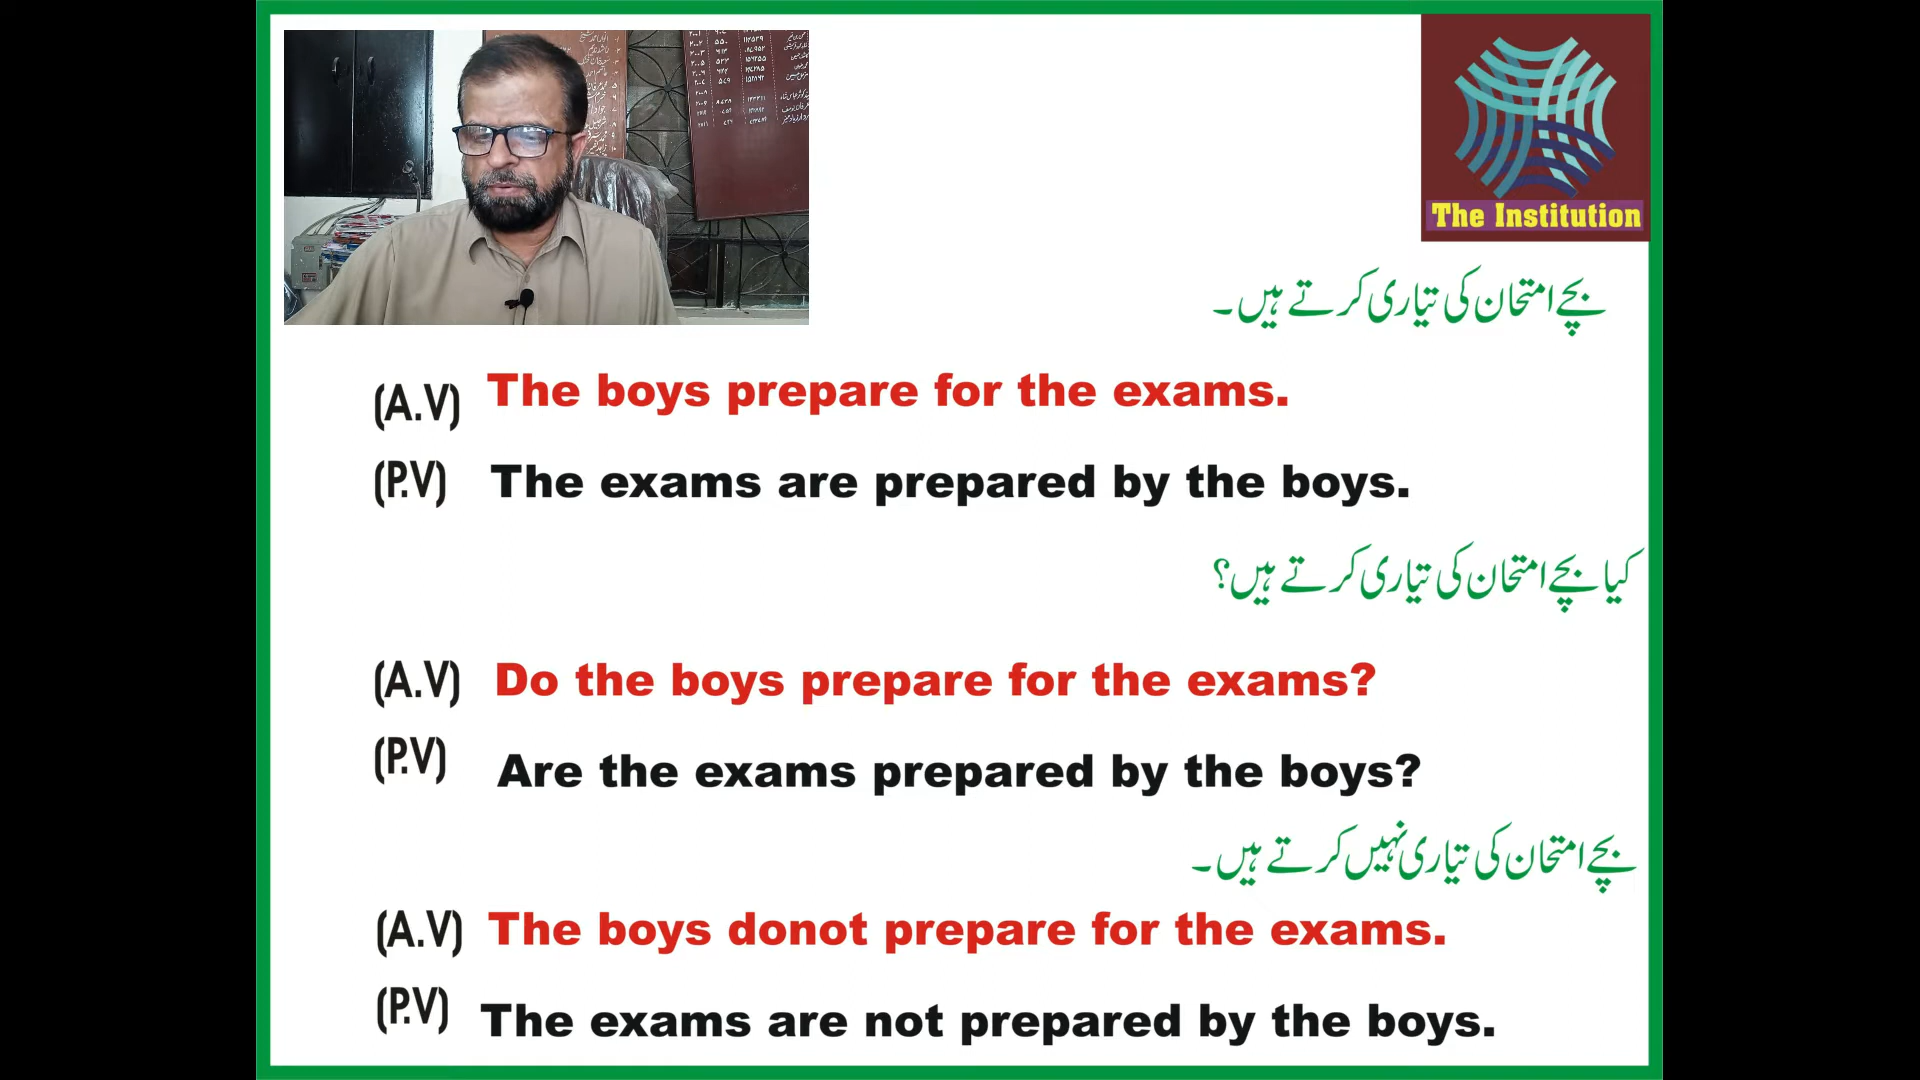 The Institution
بچے امتحان کی تیاری کرتے ہیں۔
(A.V) The boys prepare for the exams.
(P.V) The exams are prepared by the boys.
کیا بچے امتحان کی تیاری کرتے ہیں؟
(A.V) Do the boys prepare for the exams?
(P.V) Are the exams prepared by the boys?
بچے امتحان کی تیاری نہیں کرتے ہیں۔
(A.V) The boys donot prepare for the exams.
(P.V) The exams are not prepared by the boys.